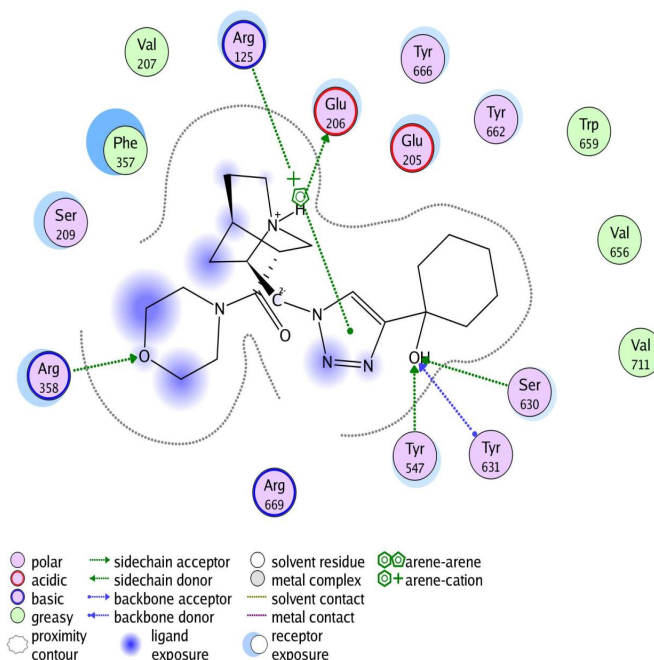 Val
207
Arg
125
Tyr
666
Glu
206
Tyr
662
Glu
205
Trp
659
Phe
357
Ser
209
Val
656
Val
711
Arg
358
Ser
630
Tyr
547
Tyr
631
Arg
669
+
H
N
+
N
C
N
O
O
N
N
OH
polar
acidic
basic
greasy
proximity
contour
sidechain acceptor
sidechain donor
backbone acceptor
backbone donor
ligand
exposure
solvent residue
metal complex
solvent contact
metal contact
receptor
exposure
arene-arene
+arene-cation